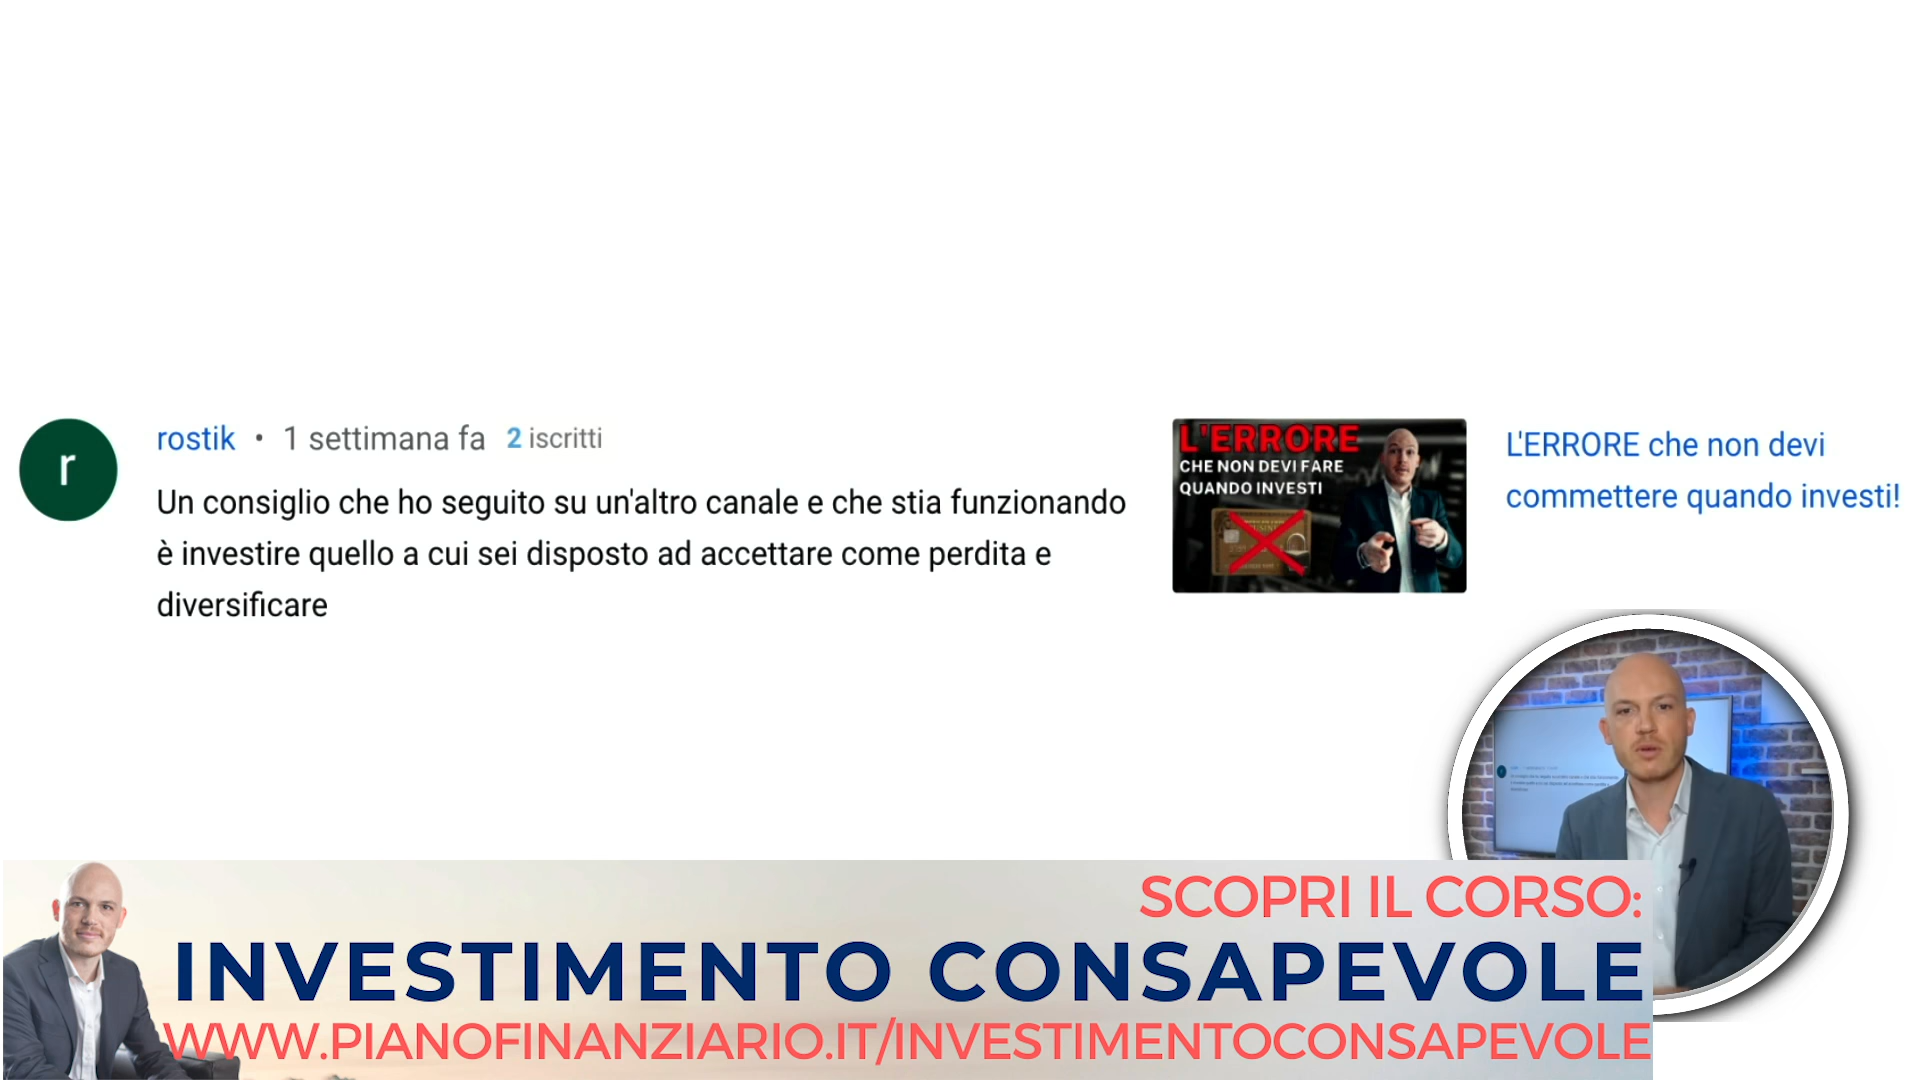 r
rostik • 1 settimana fa 2 iscritti
Un consiglio che ho seguito su un'altro canale e che stia funzionando
è investire quello a cui sei disposto ad accettare come perdita e
diversificare
L'ERRORE
CHE NON DEVI FARE
QUANDO INVESTI
L'ERRORE che non devi
commettere quando investi!
SCOPRI IL CORSO:
INVESTIMENTO CONSAPEVOLE
WWW.PIANOFINANZIARIO.IT/INVESTIMENTOCONSAPEVOLE